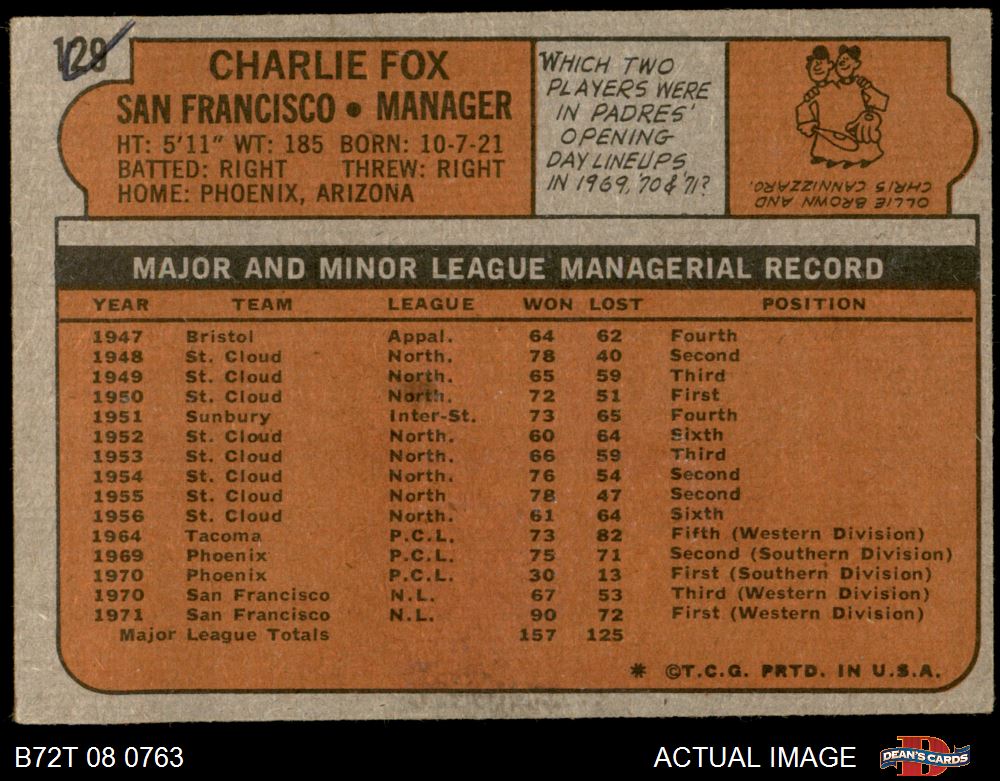 129
CHARLIE FOX
SAN FRANCISCO • MANAGER
HT: 5'11" WT: 185 BORN: 10-7-21
BATTED: RIGHT THREW: RIGHT
HOME: PHOENIX, ARIZONA
WHICH TWO
PLAYERS WERE
IN PADRES'
OPENING
DAY LINEUPS
IN 1969, '70 & '71?
OLLIE BROWN AND
CHRIS CANNIZZARO.
MAJOR AND MINOR LEAGUE MANAGERIAL RECORD
YEAR TEAM LEAGUE WON LOST POSITION
1947 Bristol Appal. 64 62 Fourth
1948 St. Cloud North. 78 40 Second
1949 St. Cloud North. 65 59 Third
1950 St. Cloud North. 72 51 First
1951 Sunbury Inter-St. 73 65 Fourth
1952 St. Cloud North. 60 64 Sixth
1953 St. Cloud North. 66 59 Third
1954 St. Cloud North. 76 54 Second
1955 St. Cloud North 78 47 Second
1956 St. Cloud North. 61 64 Sixth
1964 Tacoma P.C.L. 73 82 Fifth (Western Division)
1969 Phoenix P.C.L. 75 71 Second (Southern Division)
1970 Phoenix P.C.L. 30 13 First (Southern Division)
1970 San Francisco N.L. 67 53 Third (Western Division)
1971 San Francisco N.L. 90 72 First (Western Division)
Major League Totals 157 125
* ©T.C.G. PRTD. IN U.S.A.
B72T 08 0763
ACTUAL IMAGE
DEAN'S CARDS